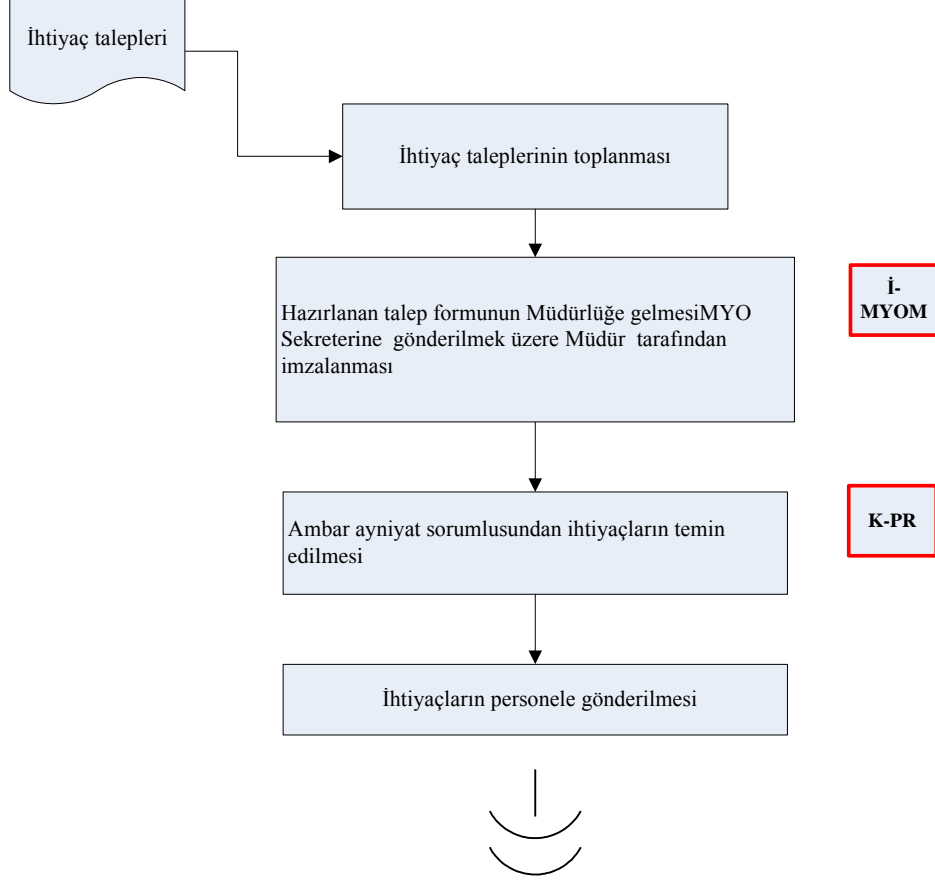 İhtiyaç talepleri
İhtiyaç taleplerinin toplanması
Hazırlanan talep formunun Müdürlüğe gelmesiMYO
Sekreterine gönderilmek üzere Müdür tarafından
imzalanması
İ-
MYOM
Ambar ayniyat sorumlusundan ihtiyaçların temin
edilmesi
K-PR
İhtiyaçların personele gönderilmesi